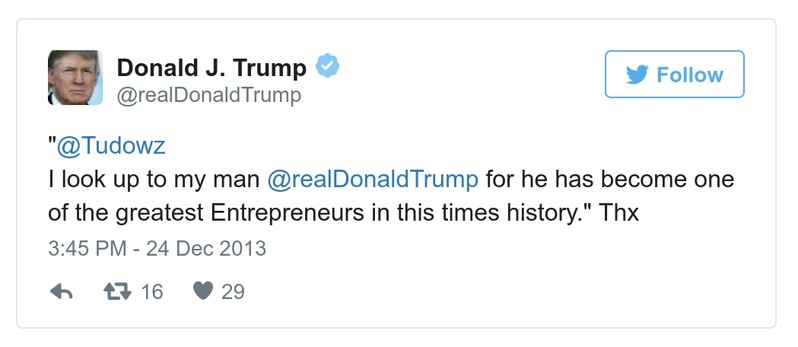 Donald J. Trump
@realDonaldTrump
Follow
"@Tudowz
I look up to my man @realDonaldTrump for he has become one
of the greatest Entrepreneurs in this times history." Thx
3:45 PM - 24 Dec 2013
16 29